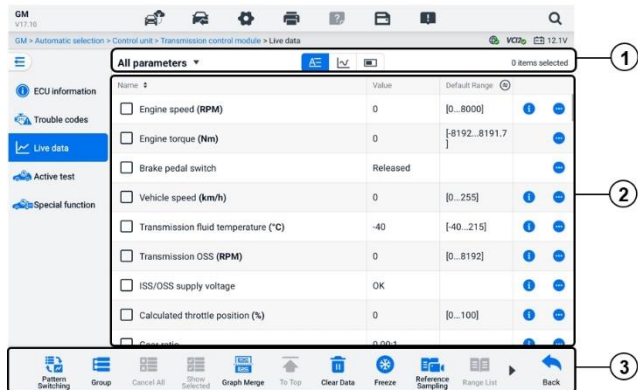 GM
V17.10
GM > Automatic selection > Control unit > Transmission control module > Live data
VCI 12.1V
All parameters ▼
0 items selected
1
ECU information
Trouble codes
Live data
Active test
Special function
Name Value Default Range
Engine speed (RPM) 0 [0...8000]
Engine torque (Nm) 0 [-8192...8191.7
]
Brake pedal switch Released
Vehicle speed (km/h) 0 [0...255]
2
Transmission fluid temperature (°C) -40 [-40...215]
Transmission OSS (RPM) 0 [0...8192]
ISS/OSS supply voltage OK
Calculated throttle position (%) 0 [0...100]
Gear ratio 0.00:1
Pattern
Switching
Group
Cancel All
Show
Selected
Graph Merge
To Top
Clear Data
Freeze
Reference
Sampling
Range List
Back
3